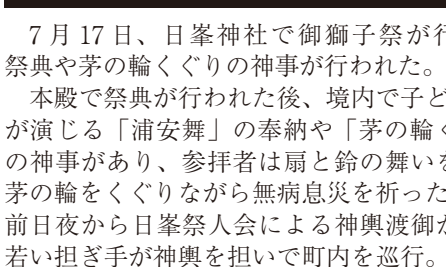 7月17日、日峯神社で御獅子祭が行
祭典や茅の輪くぐりの神事が行われた。
本殿で祭典が行われた後、境内で子ど
が演じる「浦安舞」の奉納や「茅の輪く
の神事があり、参拝者は扇と鈴の舞いを
茅の輪をくぐりながら無病息災を祈った
前日夜から日峯祭人会による神輿渡御が
若い担ぎ手が神輿を担いで町内を巡行。